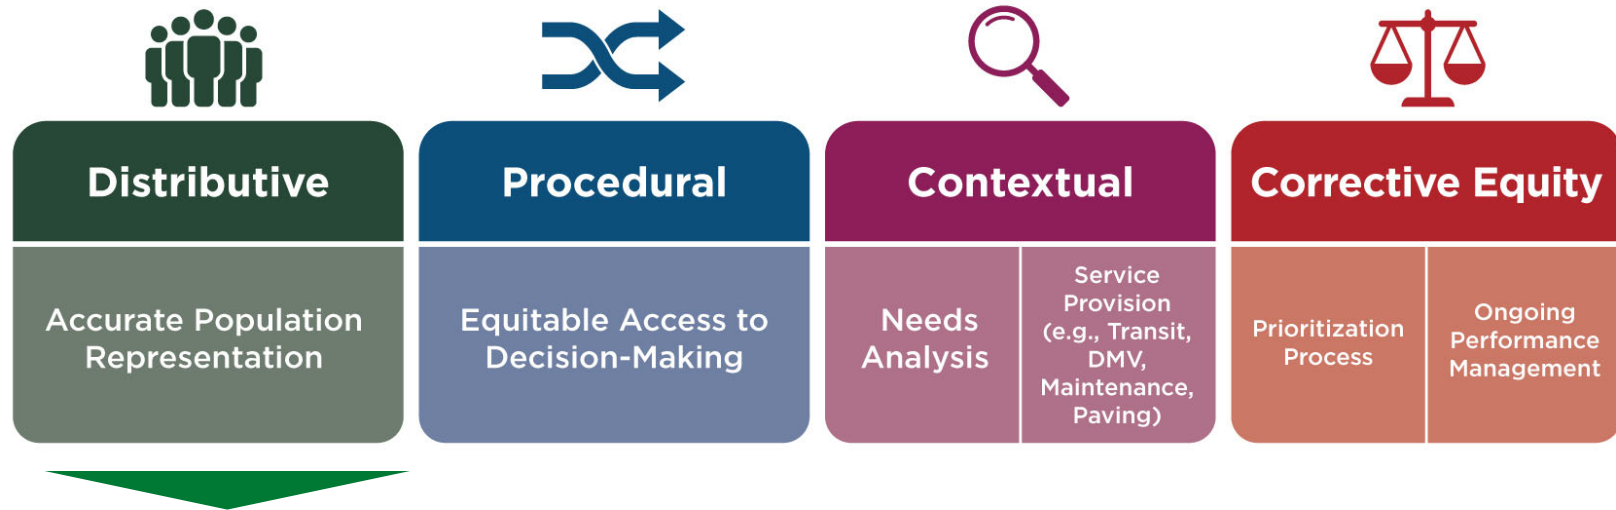 Distributive
Accurate Population
Representation
Procedural
Equitable Access to
Decision-Making
Contextual
Needs
Analysis
Service
Provision
(e.g., Transit,
DMV,
Maintenance,
Paving)
Corrective Equity
Prioritization
Process
Ongoing
Performance
Management